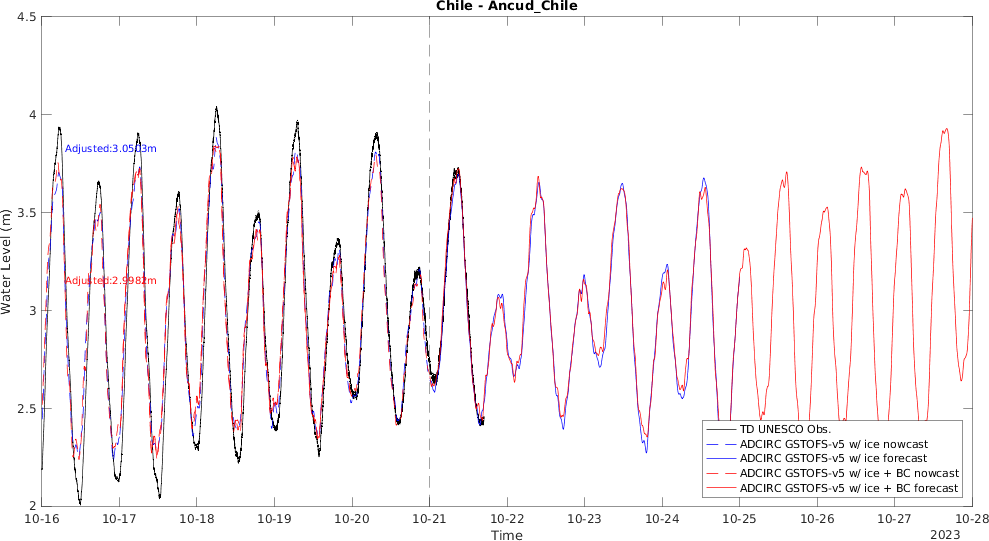 Chile - Ancud_Chile
4.5
4
3.5
3
2.5
2
Water Level (m)
Adjusted:3.0503m
Adjusted:2.9982m
TD UNESCO Obs.
ADCIRC GSTOFS-v5 w/ ice nowcast
ADCIRC GSTOFS-v5 w/ ice forecast
ADCIRC GSTOFS-v5 w/ ice + BC nowcast
ADCIRC GSTOFS-v5 w/ ice + BC forecast
10-16 10-17 10-18 10-19 10-20 10-21 10-22 10-23 10-24 10-25 10-26 10-27 10-28
Time
2023